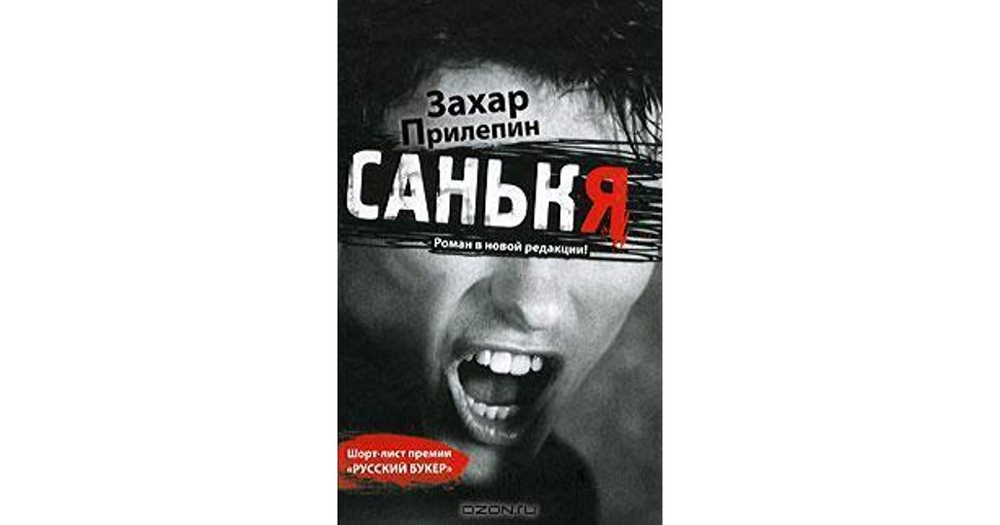 Захар
Прилепин
САНЬКЯ
Роман в новой редакции!
Шорт-лист премии
«РУССКИЙ БУКЕР»
OZON.RU